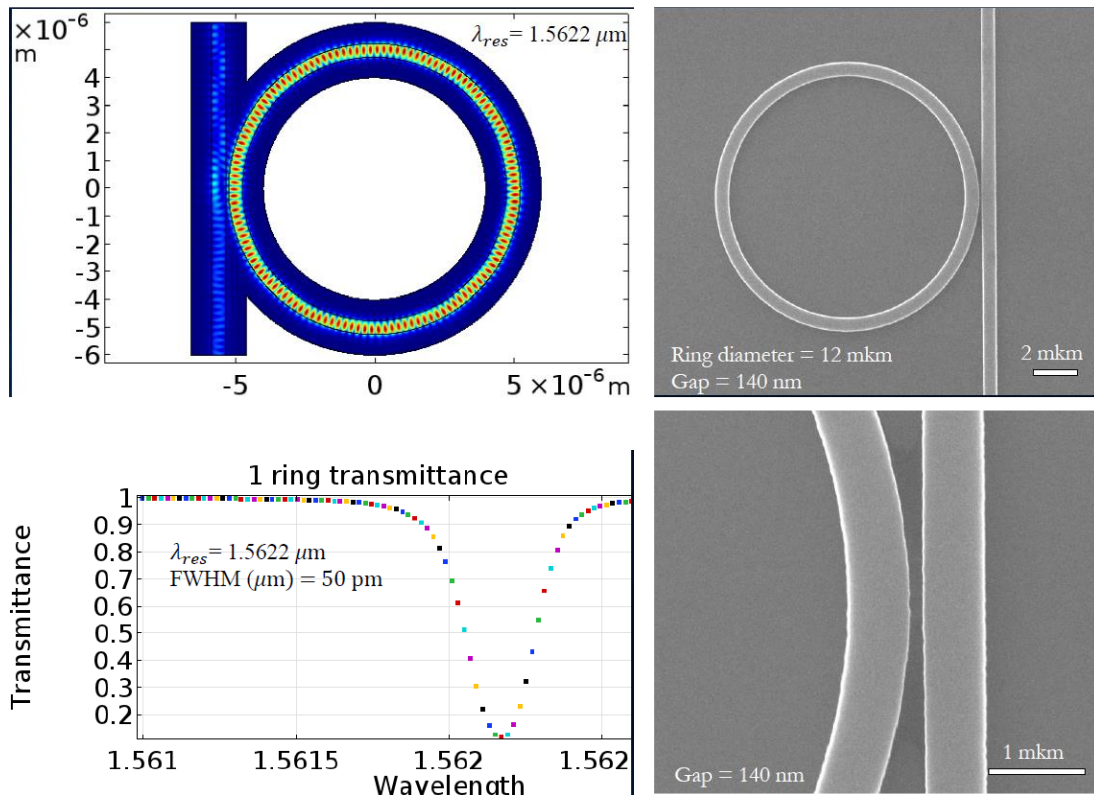 ×10⁻⁶
m
λres = 1.5622 μm
4
3
2
1
0
-1
-2
-3
-4
-5
-6
-5
0
5 ×10⁻⁶ m
Ring diameter = 12 mkm
Gap = 140 nm
2 mkm
1 ring transmittance
Transmittance
1
0.9
0.8
0.7
0.6
0.5
0.4
0.3
0.2
λres = 1.5622 μm
FWHM (μm) = 50 pm
1.561
1.5615
1.562
1.562
Wavelength
Gap = 140 nm
1 mkm